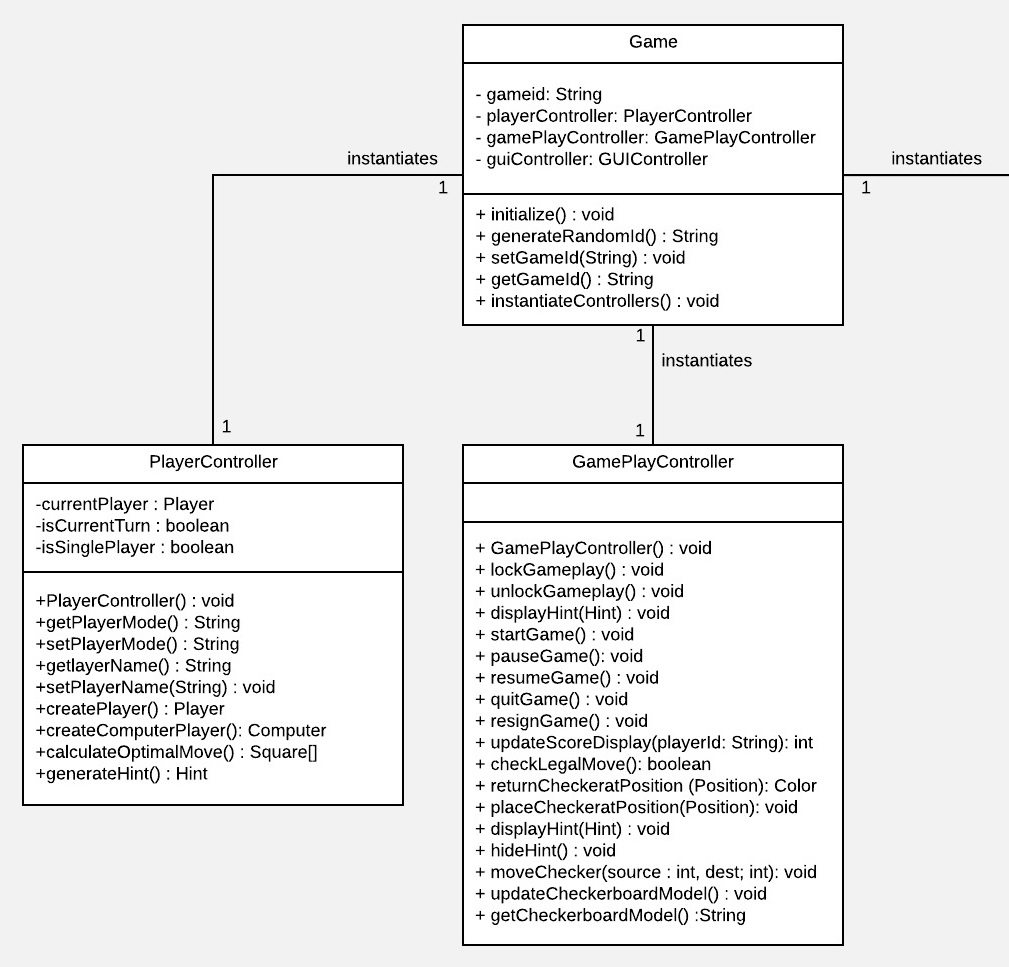 Game
- gameid: String
- playerController: PlayerController
- gamePlayController: GamePlayController
- guiController: GUIController
+ initialize() : void
+ generateRandomId() : String
+ setGameId(String) : void
+ getGameId() : String
+ instantiateControllers() : void
instantiates
1
instantiates
1
1
instantiates
1
1
PlayerController
-currentPlayer : Player
-isCurrentTurn : boolean
-isSinglePlayer : boolean
+PlayerController() : void
+getPlayerMode() : String
+setPlayerMode() : String
+getlayerName() : String
+setPlayerName(String) : void
+createPlayer() : Player
+createComputerPlayer(): Computer
+calculateOptimalMove() : Square[]
+generateHint() : Hint
GamePlayController
+ GamePlayController() : void
+ lockGameplay() : void
+ unlockGameplay() : void
+ displayHint(Hint) : void
+ startGame() : void
+ pauseGame(): void
+ resumeGame() : void
+ quitGame() : void
+ resignGame() : void
+ updateScoreDisplay(playerId: String): int
+ checkLegalMove(): boolean
+ returnCheckeratPosition (Position): Color
+ placeCheckeratPosition(Position): void
+ displayHint(Hint) : void
+ hideHint() : void
+ moveChecker(source : int, dest; int): void
+ updateCheckerboardModel() : void
+ getCheckerboardModel() :String